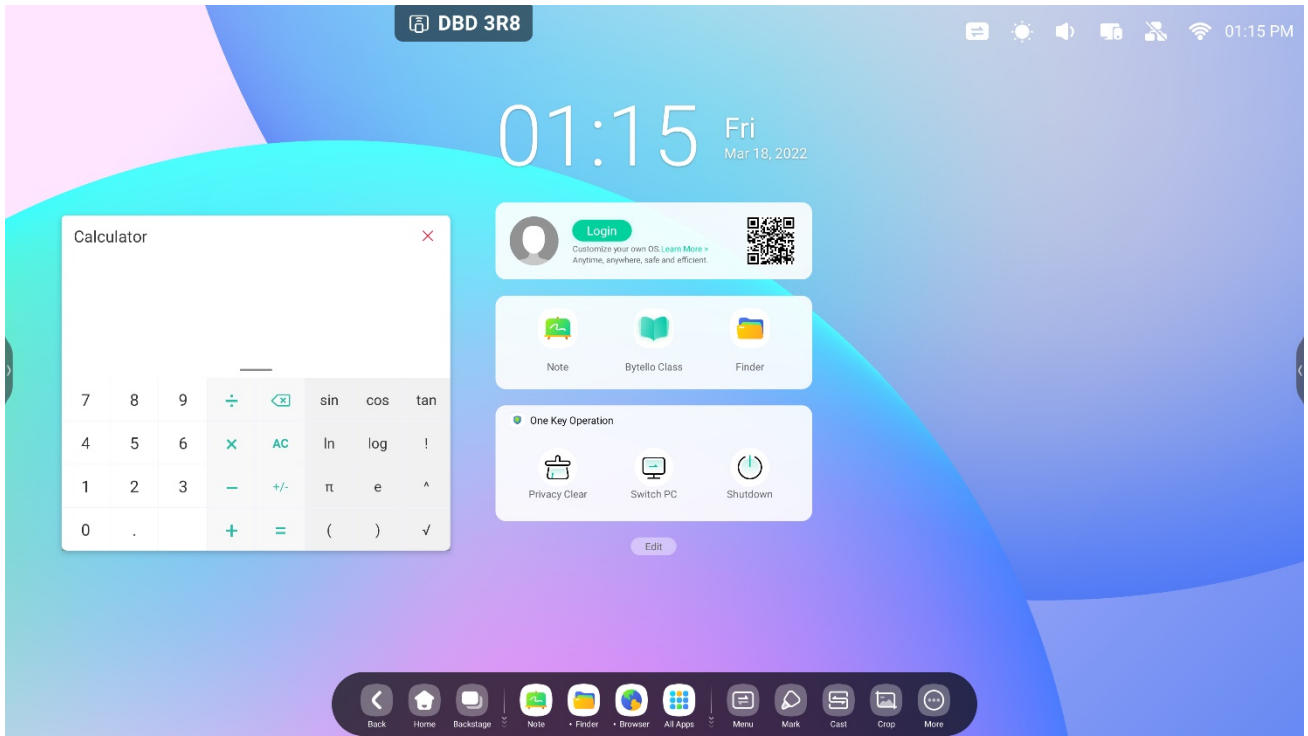 DBD 3R8
01:15 PM
01:15
Fri
Mar 18, 2022
Calculator
Login
Customize your own OS. Learn More »
Anytime, anywhere, safe and efficient.
Note Bytello Class Finder
7 8 9 ÷ sin cos tan
4 5 6 × AC ln log !
1 2 3 − +/- π e ^
0 . + = ( ) √
One Key Operation
Privacy Clear Switch PC Shutdown
Edit
Back Home Backstage Note • Finder • Browser All Apps Menu Mark Cast Crop More